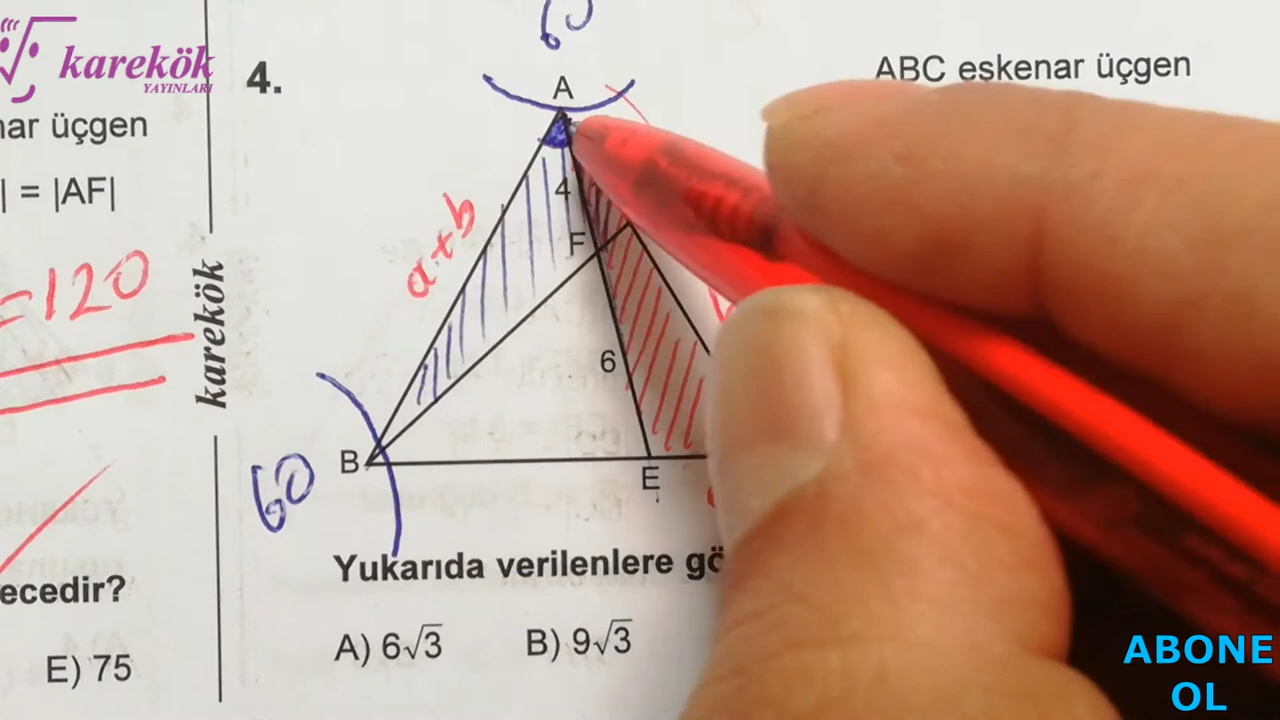 karekök
YAYINLARI
nar üçgen
| = |AF|
=120
karekök
ecedir?
E) 75
60
4.
ABC eşkenar üçgen
A
4
a+b
F
6
B
E
60
Yukarıda verilenlere gö
A) 6√3 B) 9√3
ABONE
OL